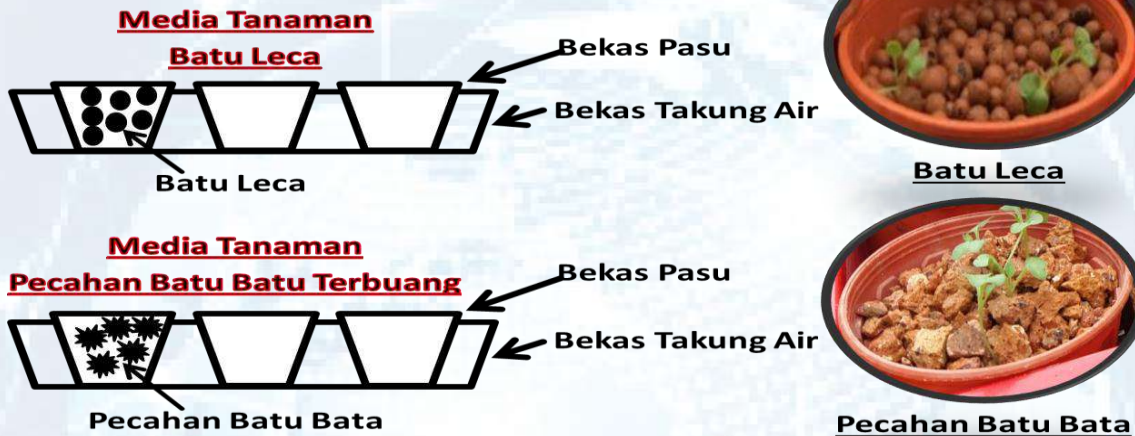 Media Tanaman
Batu Leca
Bekas Pasu
Bekas Takung Air
Batu Leca
Batu Leca
Media Tanaman
Pecahan Batu Batu Terbuang
Bekas Pasu
Bekas Takung Air
Pecahan Batu Bata
Pecahan Batu Bata